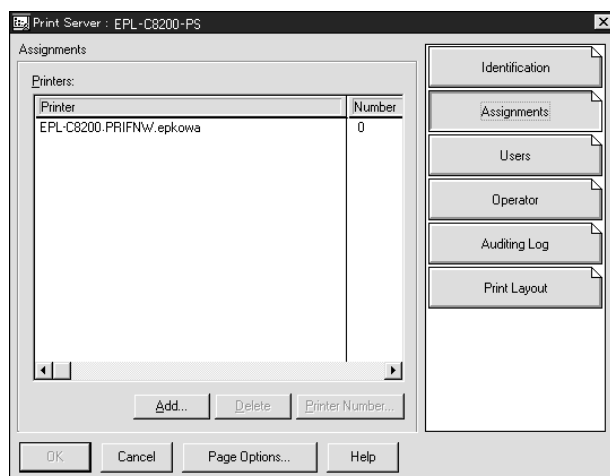 Print Server : EPL-C8200-PS
Assignments
Printers:
Printer Number
EPL-C8200.PRIFNW.epkowa 0
Add... Delete Printer Number...
OK Cancel Page Options... Help
Identification
Assignments
Users
Operator
Auditing Log
Print Layout